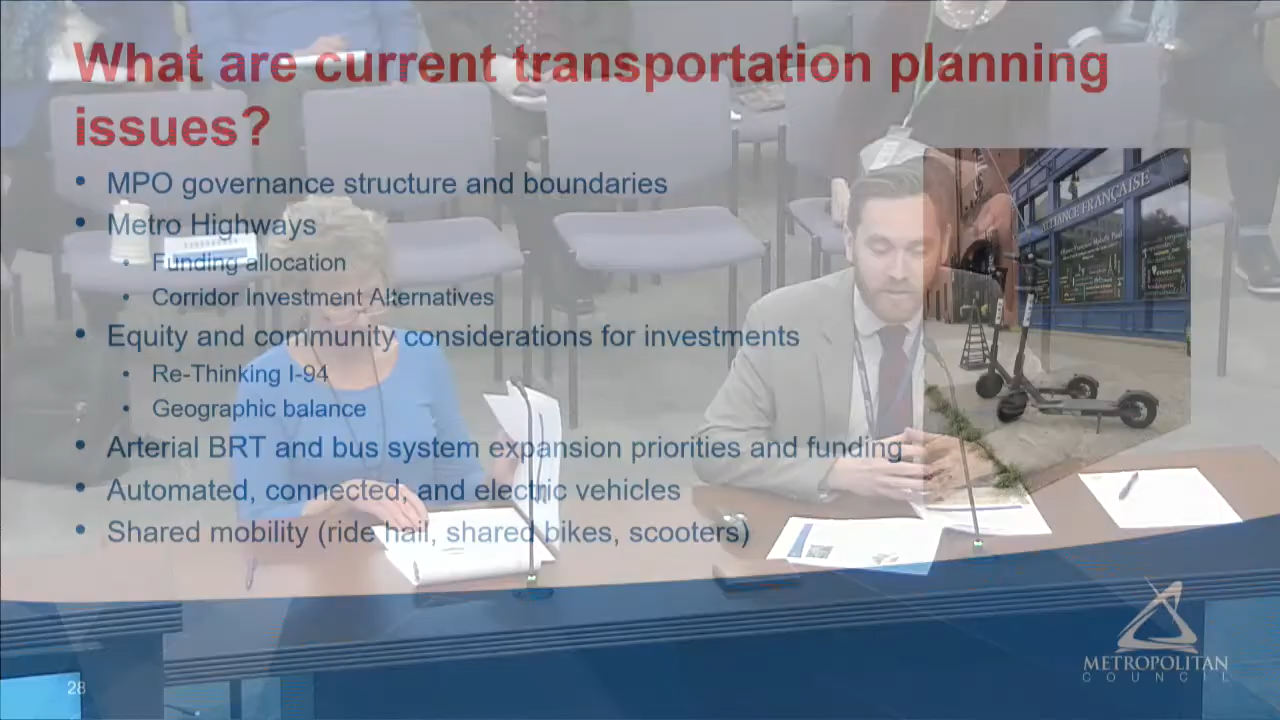 What are current transportation planning
issues?
• MPO governance structure and boundaries
• Metro Highways
• Funding allocation
• Corridor Investment Alternatives
• Equity and community considerations for investments
• Re-Thinking I-94
• Geographic balance
• Arterial BRT and bus system expansion priorities and funding
• Automated, connected, and electric vehicles
• Shared mobility (ride hail, shared bikes, scooters)
ALLIANCE FRANÇAISE
METROPOLITAN
COUNCIL
28